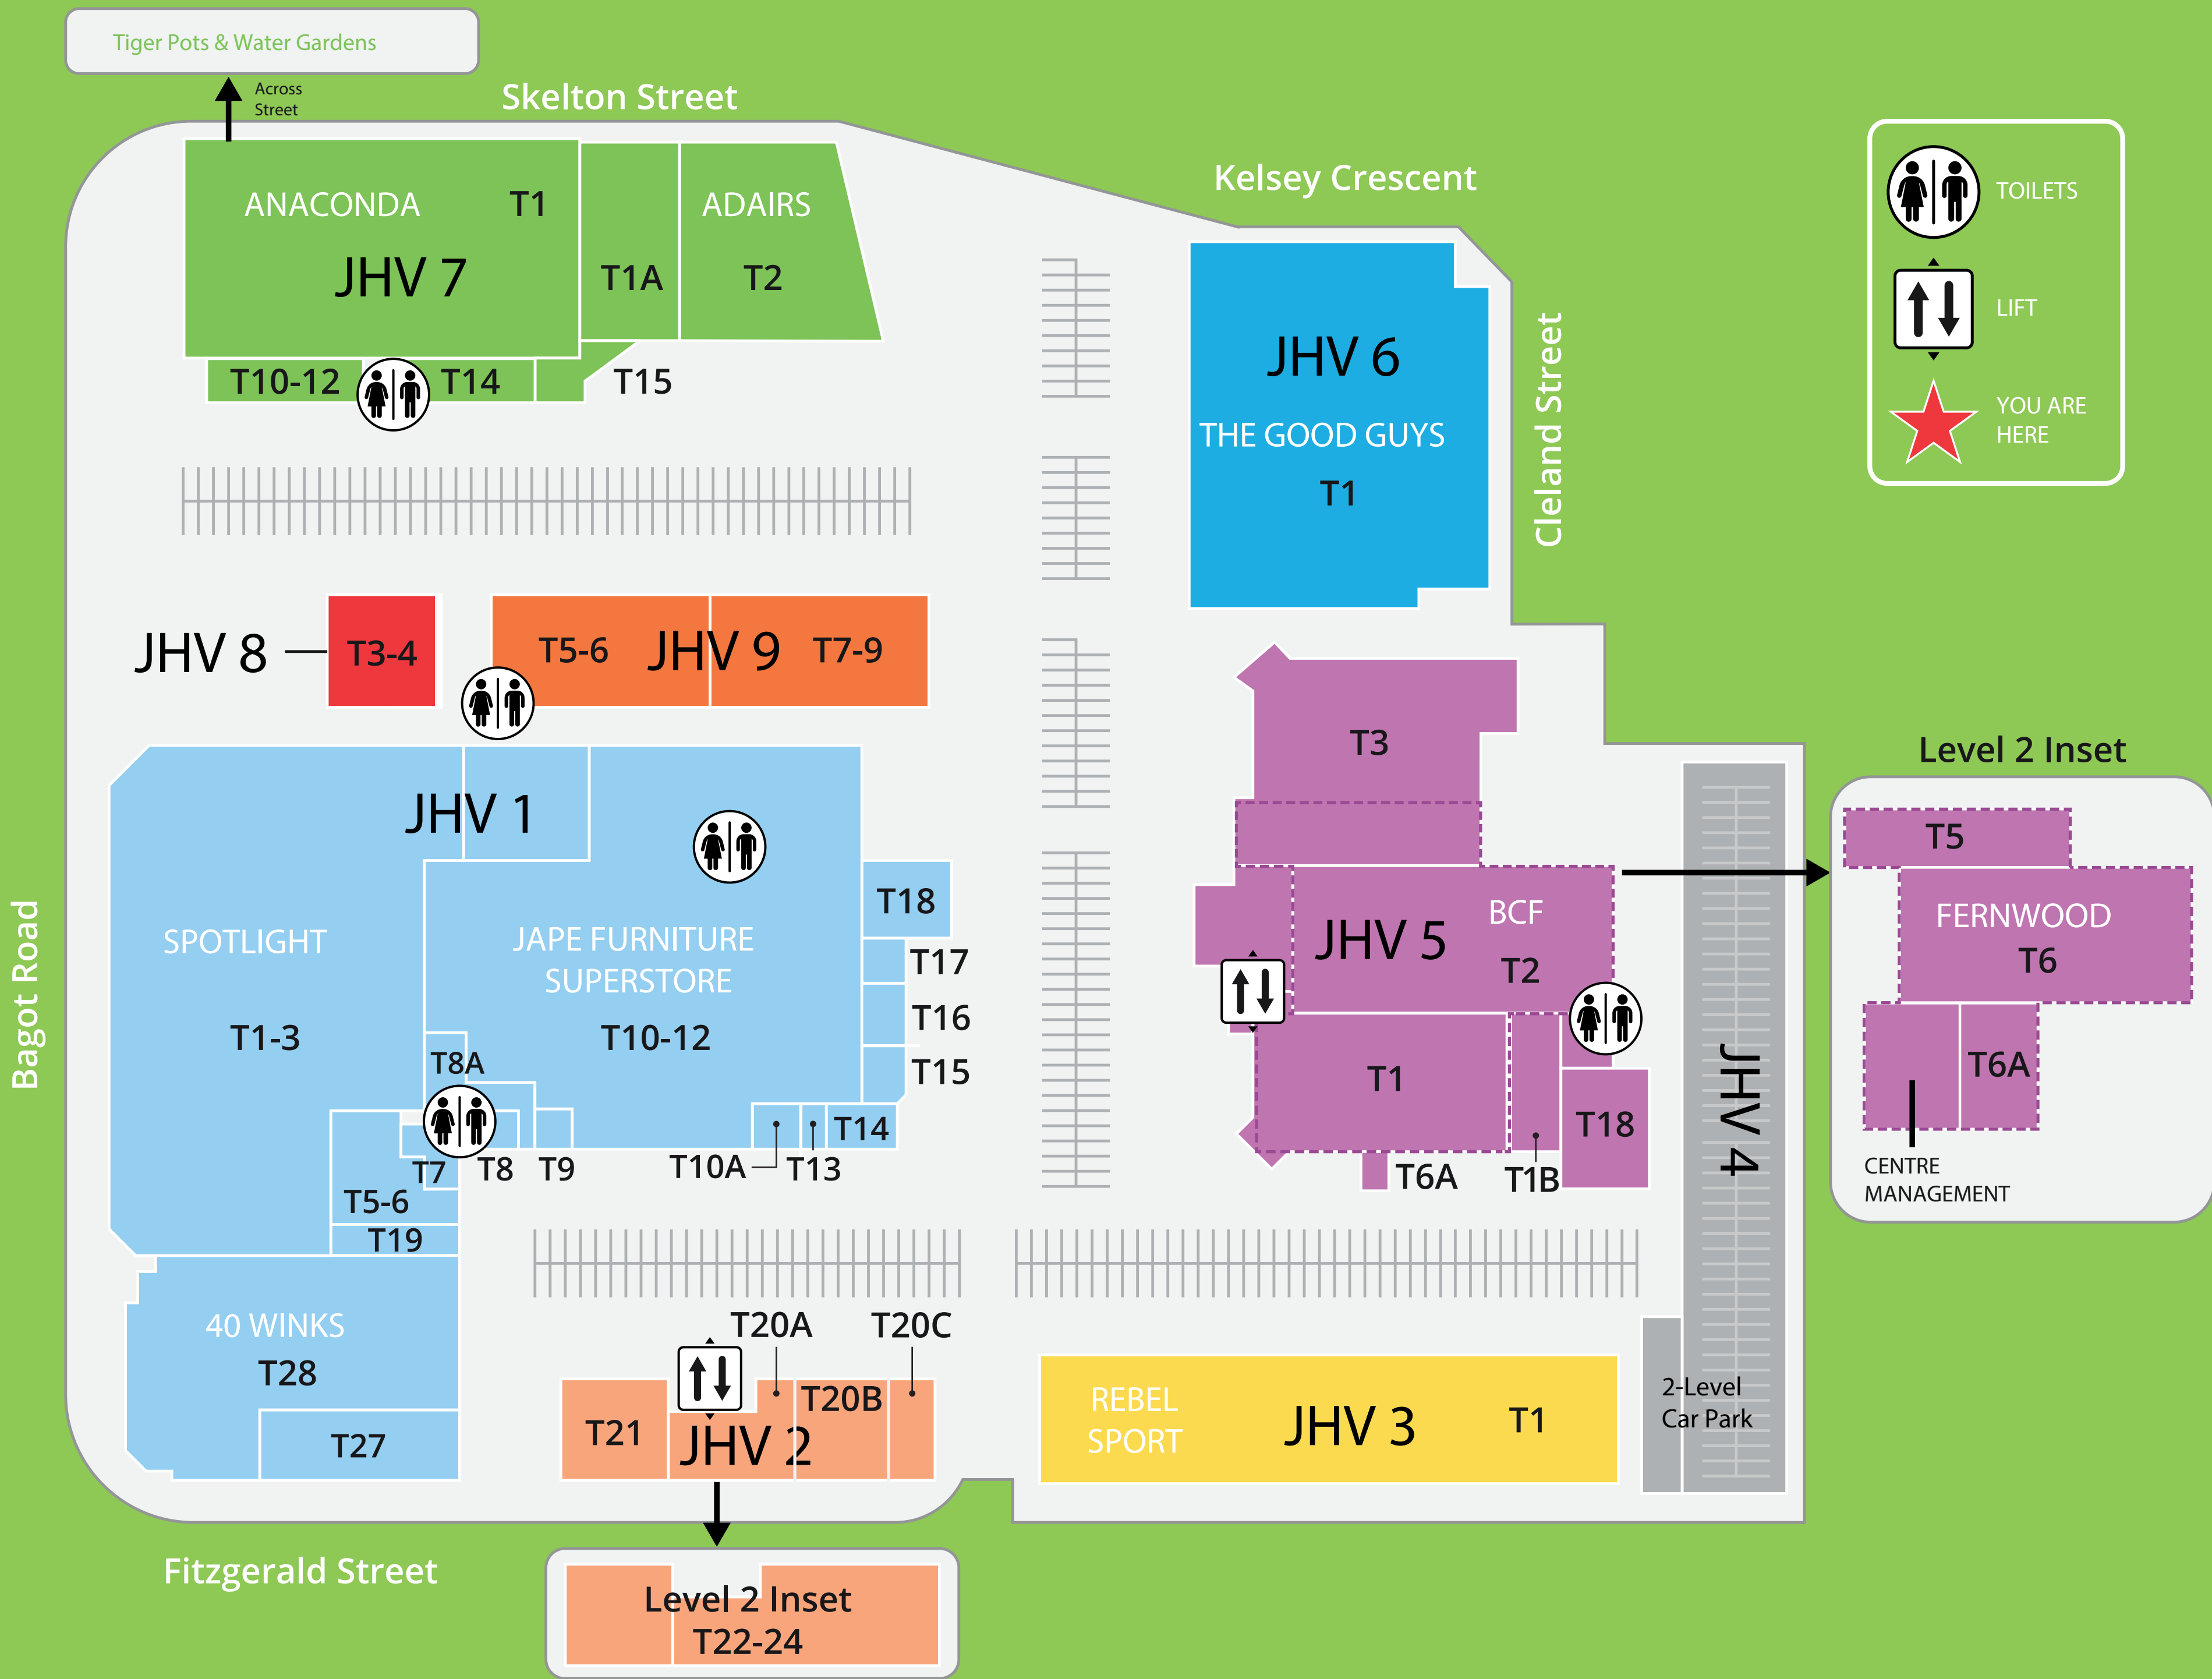 Tiger Pots & Water Gardens
Across
Street
Skelton Street
Kelsey Crescent
Cleland Street
TOILETS
LIFT
YOU ARE
HERE
ANACONDA T1
JHV 7
T1A
ADAIRS
T2
T10-12
T14
T15
JHV 6
THE GOOD GUYS
T1
JHV 8
T3-4
T5-6
JHV 9
T7-9
JHV 1
SPOTLIGHT
T1-3
JAPE FURNITURE
SUPERSTORE
T10-12
T18
T17
T16
T15
T14
T8A
T7
T8
T9
T10A
T13
T5-6
T19
40 WINKS
T28
T27
Bagot Road
T3
JHV 5
BCF
T2
T1
T6A
T1B
T18
JHV 4
Level 2 Inset
T5
FERNWOOD
T6
T6A
CENTRE
MANAGEMENT
T20A
T20C
T21
T20B
JHV 2
REBEL
SPORT
JHV 3
T1
2-Level
Car Park
Fitzgerald Street
Level 2 Inset
T22-24